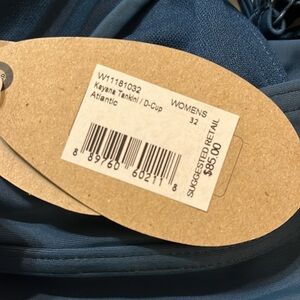 W11181032
Kayana Tankini / D-Cup
Atlantic
WOMENS
32
8 89760 60211 8
SUGGESTED RETAIL
$85.00